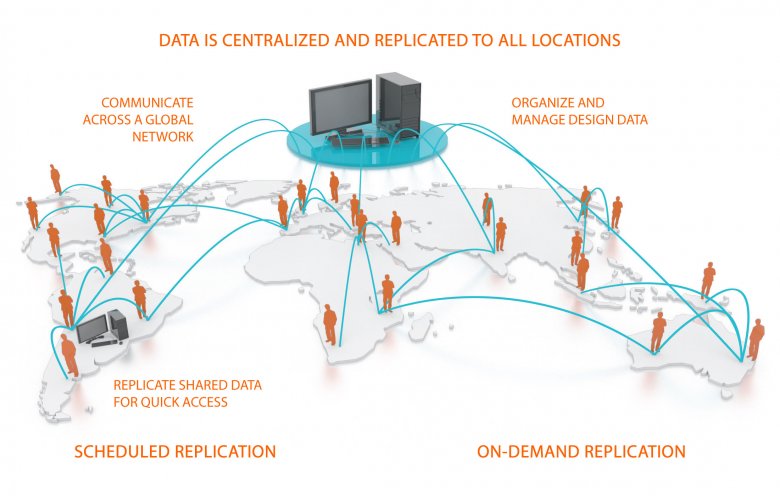 DATA IS CENTRALIZED AND REPLICATED TO ALL LOCATIONS
COMMUNICATE
ACROSS A GLOBAL
NETWORK
ORGANIZE AND
MANAGE DESIGN DATA
REPLICATE SHARED DATA
FOR QUICK ACCESS
SCHEDULED REPLICATION
ON-DEMAND REPLICATION